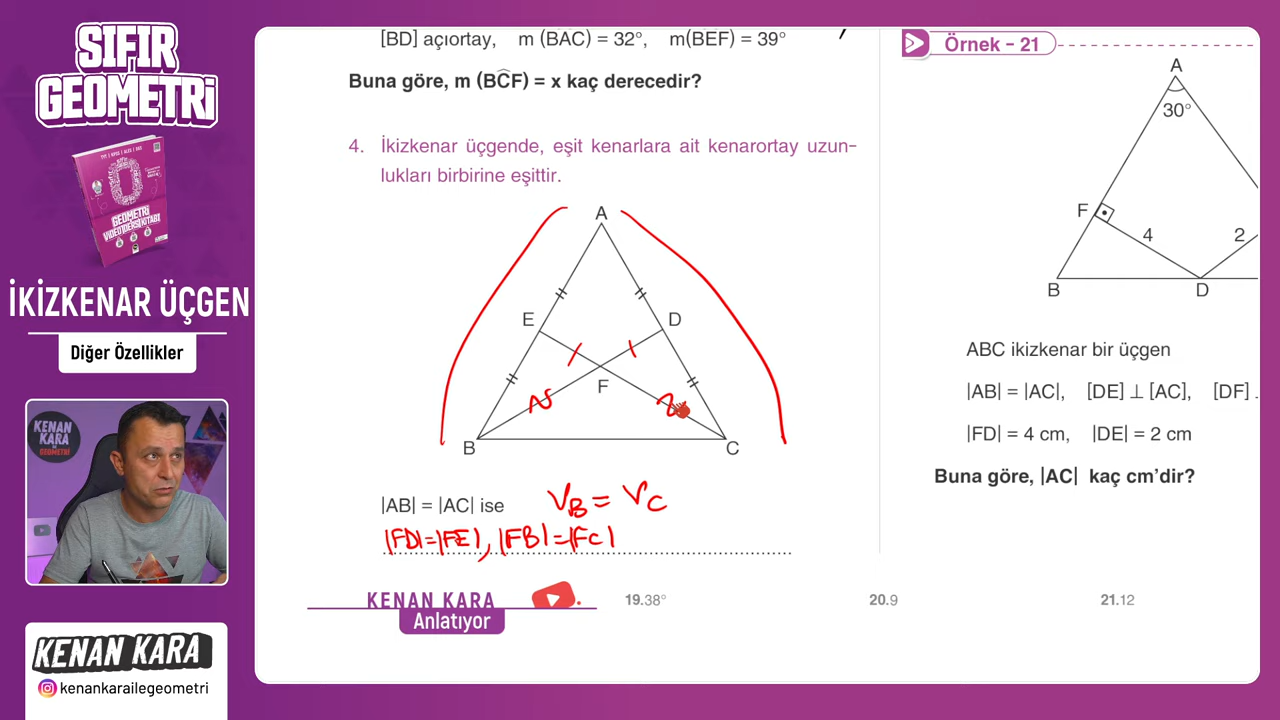 SIFIR
GEOMETRİ
GEOMETRİ
VİDEO DERS KİTABI
İKİZKENAR ÜÇGEN
Diğer Özellikler
KENAN
KARA
KENAN KARA
kenankarailegeometri
[BD] açıortay, m (BAC) = 32°, m(BEF) = 39°
Buna göre, m (BCF) = x kaç derecedir?
4. İkizkenar üçgende, eşit kenarlara ait kenarortay uzun-
lukları birbirine eşittir.
A
E
D
F
B
C
|AB| = |AC| ise V_B = V_C
|FD|=|FE|, |FB|=|FC|
KENAN KARA
Anlatıyor
19.38°
20.9
21.12
Örnek - 21
A
30°
F
4
2
B
D
ABC ikizkenar bir üçgen
|AB| = |AC|, [DE] ⊥ [AC], [DF]
|FD| = 4 cm, |DE| = 2 cm
Buna göre, |AC| kaç cm'dir?